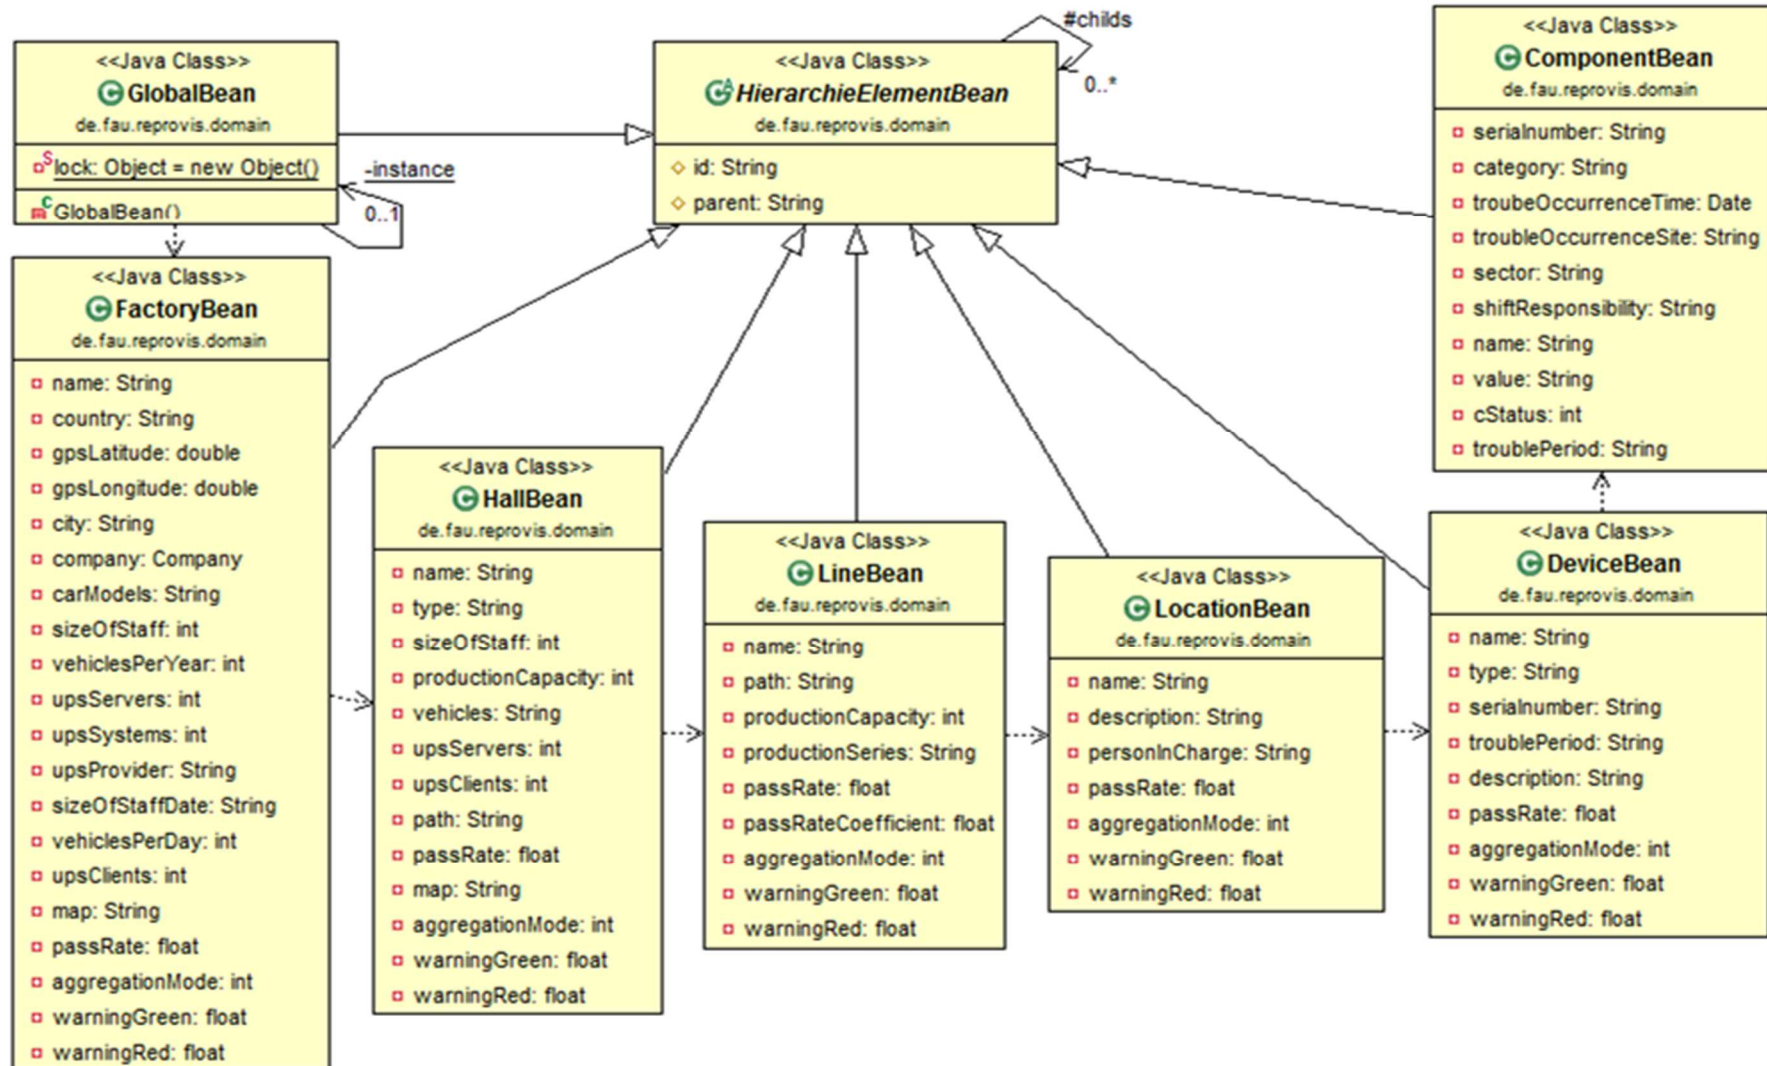 <<Java Class>>
GlobalBean
de.fau.reprovis.domain
lock: Object = new Object()
GlobalBean()
-instance
0..1
<<Java Class>>
HierarchieElementBean
de.fau.reprovis.domain
id: String
parent: String
#childs
0..*
<<Java Class>>
ComponentBean
de.fau.reprovis.domain
serialnumber: String
category: String
troubeOccurrenceTime: Date
troubleOccurrenceSite: String
sector: String
shiftResponsibility: String
name: String
value: String
cStatus: int
troublePeriod: String
<<Java Class>>
FactoryBean
de.fau.reprovis.domain
name: String
country: String
gpsLatitude: double
gpsLongitude: double
city: String
company: Company
carModels: String
sizeOfStaff: int
vehiclesPerYear: int
upsServers: int
upsSystems: int
upsProvider: String
sizeOfStaffDate: String
vehiclesPerDay: int
upsClients: int
map: String
passRate: float
aggregationMode: int
warningGreen: float
warningRed: float
<<Java Class>>
HallBean
de.fau.reprovis.domain
name: String
type: String
sizeOfStaff: int
productionCapacity: int
vehicles: String
upsServers: int
upsClients: int
path: String
passRate: float
map: String
aggregationMode: int
warningGreen: float
warningRed: float
<<Java Class>>
LineBean
de.fau.reprovis.domain
name: String
path: String
productionCapacity: int
productionSeries: String
passRate: float
passRateCoefficient: float
aggregationMode: int
warningGreen: float
warningRed: float
<<Java Class>>
LocationBean
de.fau.reprovis.domain
name: String
description: String
personInCharge: String
passRate: float
aggregationMode: int
warningGreen: float
warningRed: float
<<Java Class>>
DeviceBean
de.fau.reprovis.domain
name: String
type: String
serialnumber: String
troublePeriod: String
description: String
passRate: float
aggregationMode: int
warningGreen: float
warningRed: float